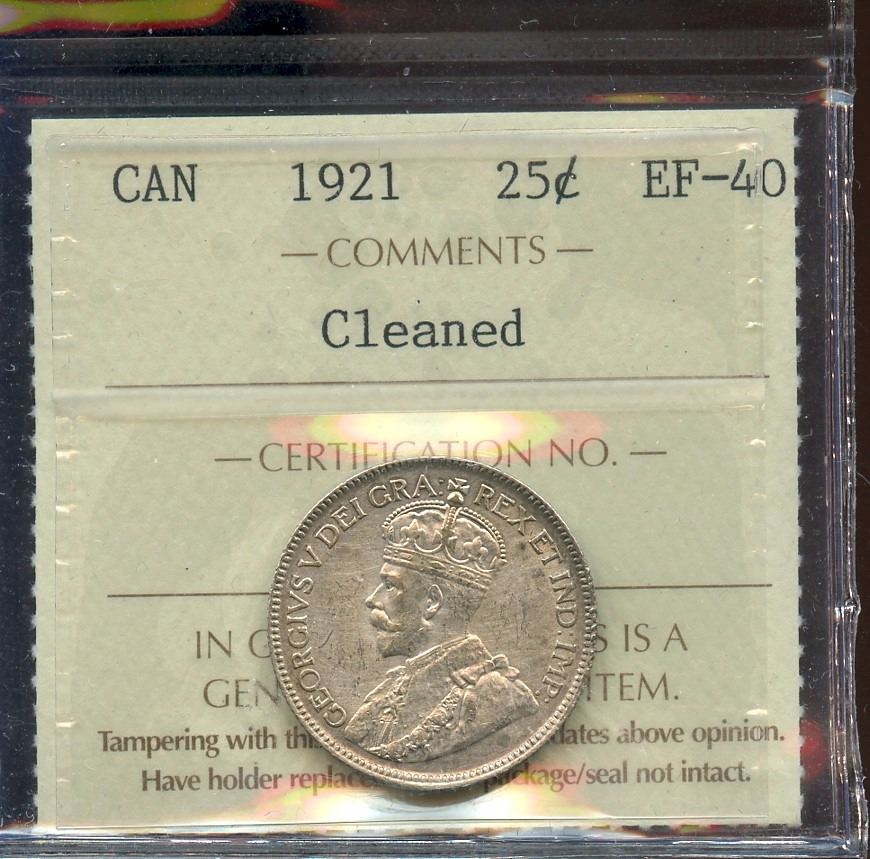 CAN 1921 25¢ EF-40
— COMMENTS —
Cleaned
— CERTIFICATION NO. —
GEORGIVS V DEI GRA: REX ET IND: IMP:
IN S IS A
GEN ITEM.
Tampering with dates above opinion.
Have holder package/seal not intact.